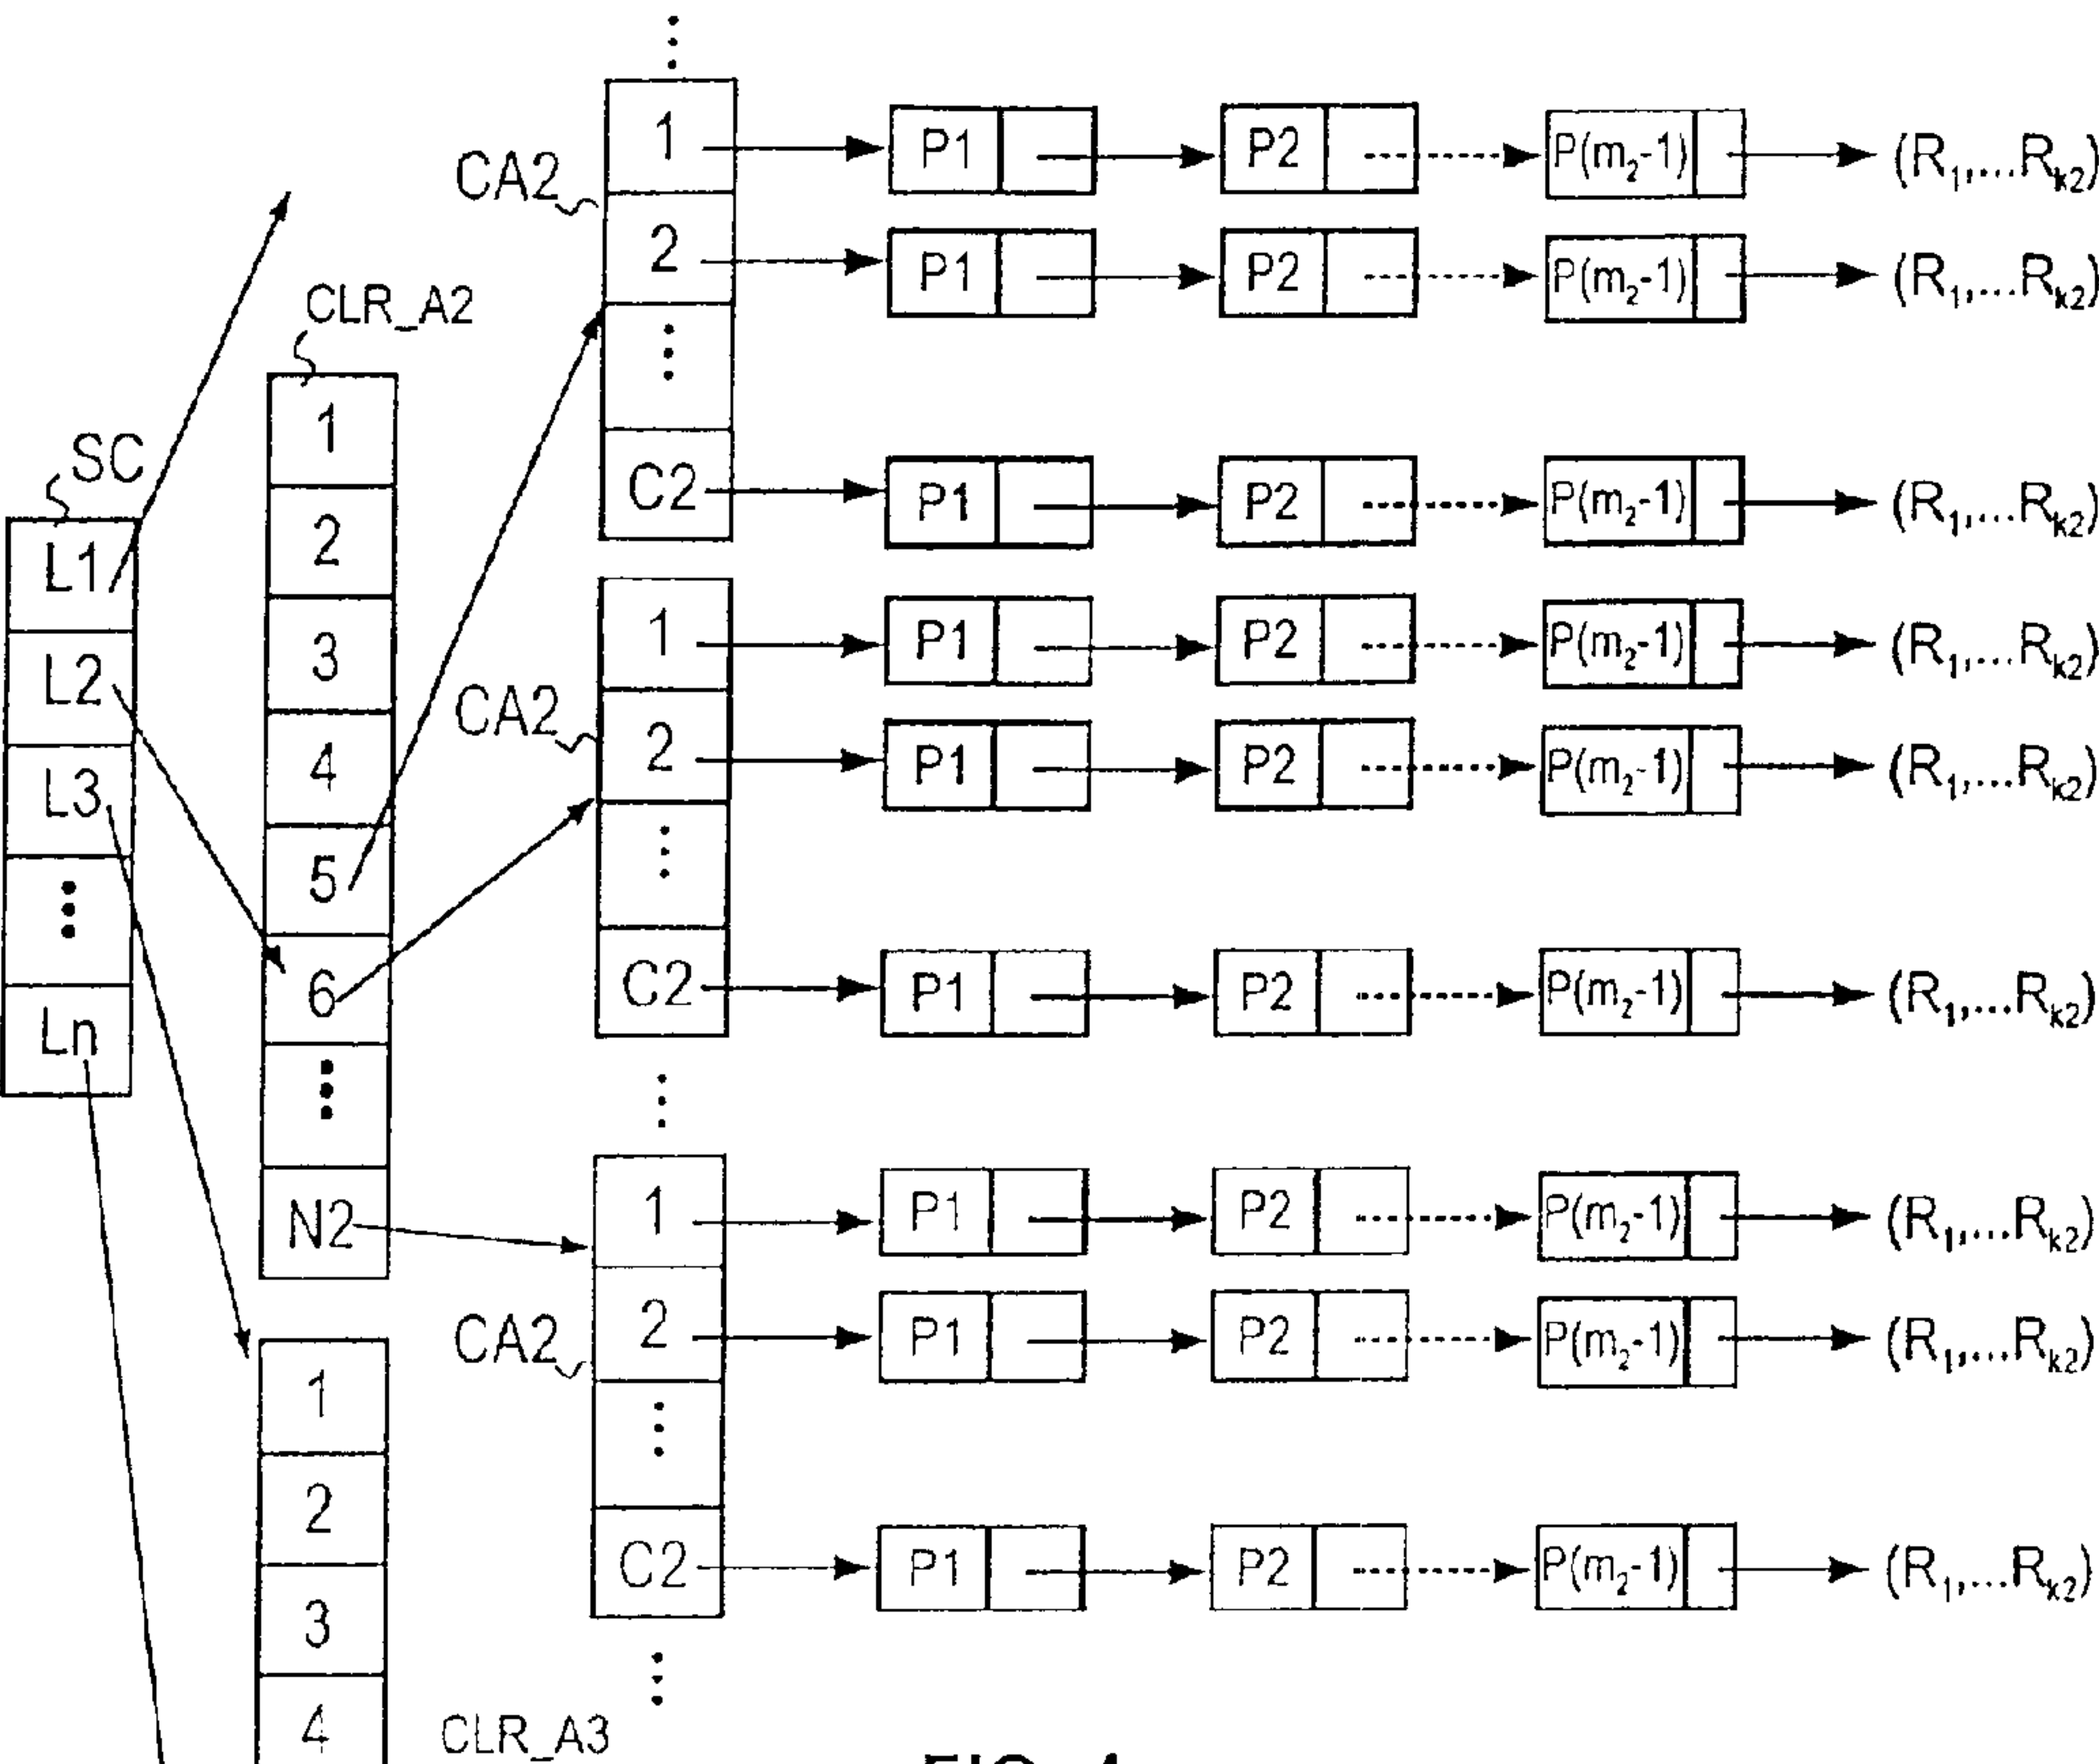 SC
L1
L2
L3
⋮
Ln
CLR_A2
1
2
3
4
5
6
⋮
N2
1
2
3
4
CLR_A3
⋮
CA2
1 P1 P2 P(m₂-1) (R₁,...Rₖ₂)
2 P1 P2 P(m₂-1) (R₁,...Rₖ₂)
⋮
C2 P1 P2 P(m₂-1) (R₁,...Rₖ₂)
CA2
1 P1 P2 P(m₂-1) (R₁,...Rₖ₂)
2 P1 P2 P(m₂-1) (R₁,...Rₖ₂)
⋮
C2 P1 P2 P(m₂-1) (R₁,...Rₖ₂)
⋮
CA2
1 P1 P2 P(m₂-1) (R₁,...Rₖ₂)
2 P1 P2 P(m₂-1) (R₁,...Rₖ₂)
⋮
C2 P1 P2 P(m₂-1) (R₁,...Rₖ₂)
⋮